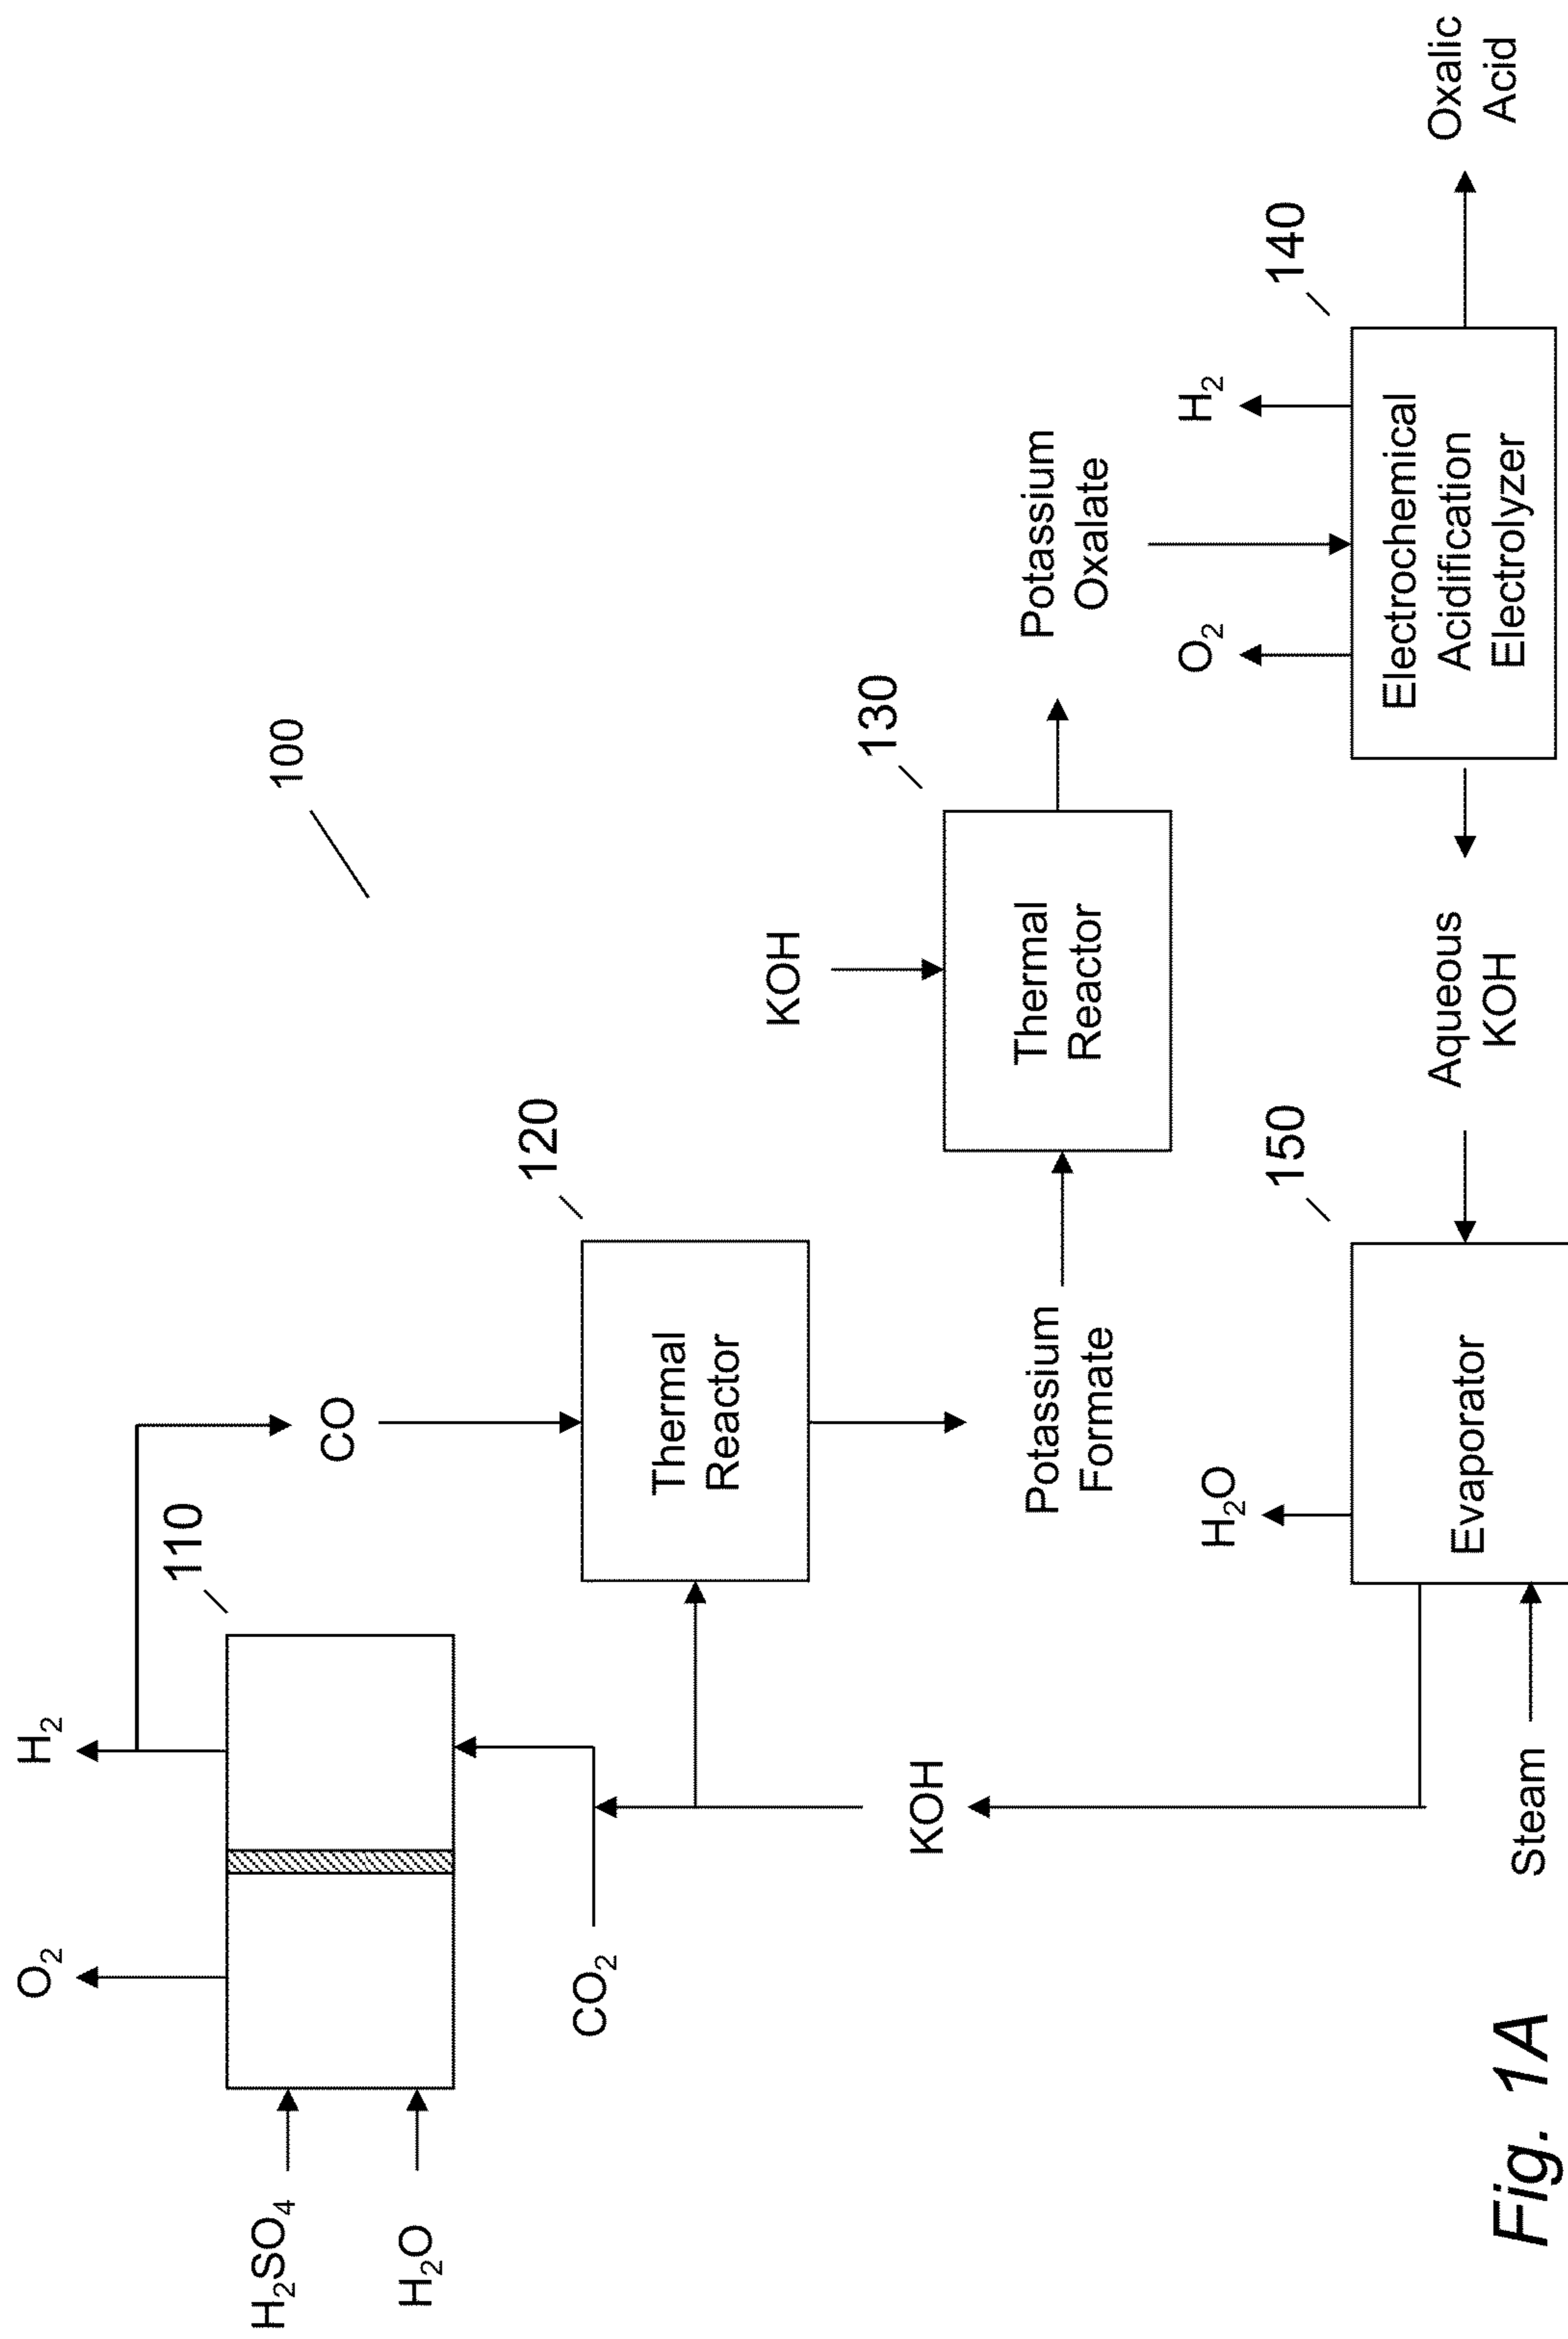 100
O₂
H₂
110
H₂SO₄
H₂O
CO
CO₂
120
Thermal
Reactor
KOH
130
Thermal
Reactor
KOH
Potassium
Formate
Potassium
Oxalate
O₂
H₂
140
Electrochemical
Acidification
Electrolyzer
Oxalic
Acid
Aqueous
KOH
150
H₂O
Evaporator
Steam
Fig. 1A